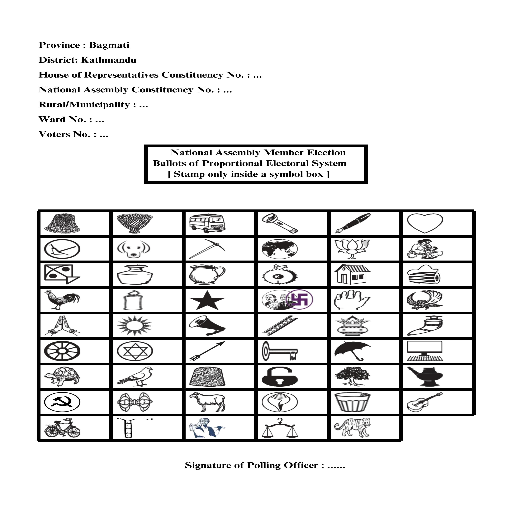 Province : Bagmati
District: Kathmandu
House of Representatives Constituency No. : ...
National Assembly Constituency No. : ...
Rural/Municipality : ...
Ward No. : ...
Voters No. : ...
National Assembly Member Election
Ballots of Proportional Electoral System
[ Stamp only inside a symbol box ]
Signature of Polling Officer : ......